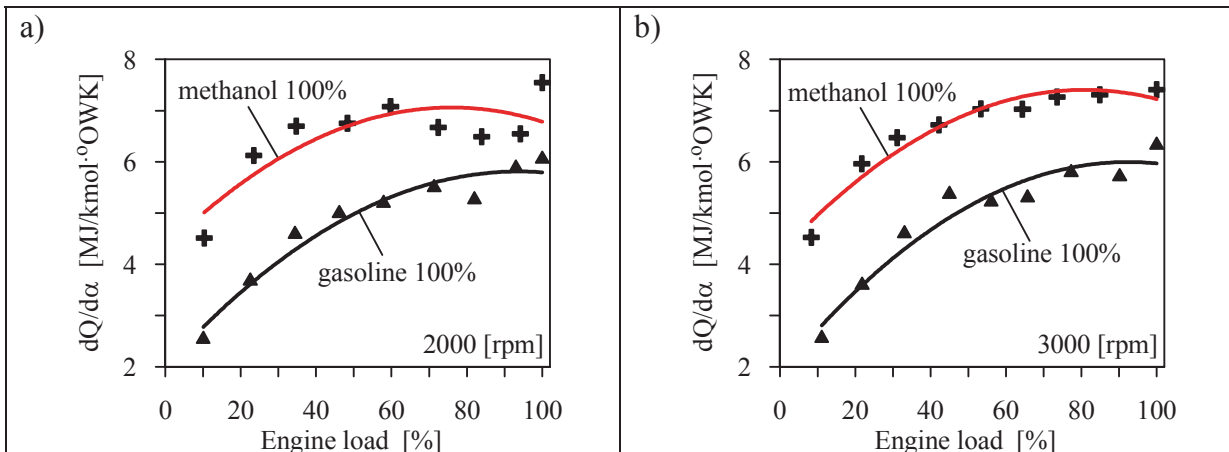 a)
dQ/dα [MJ/kmol·ºOWK]
8
6
4
2
methanol 100%
gasoline 100%
2000 [rpm]
0 20 40 60 80 100
Engine load [%]
b)
dQ/dα [MJ/kmol·ºOWK]
8
6
4
2
methanol 100%
gasoline 100%
3000 [rpm]
0 20 40 60 80 100
Engine load [%]